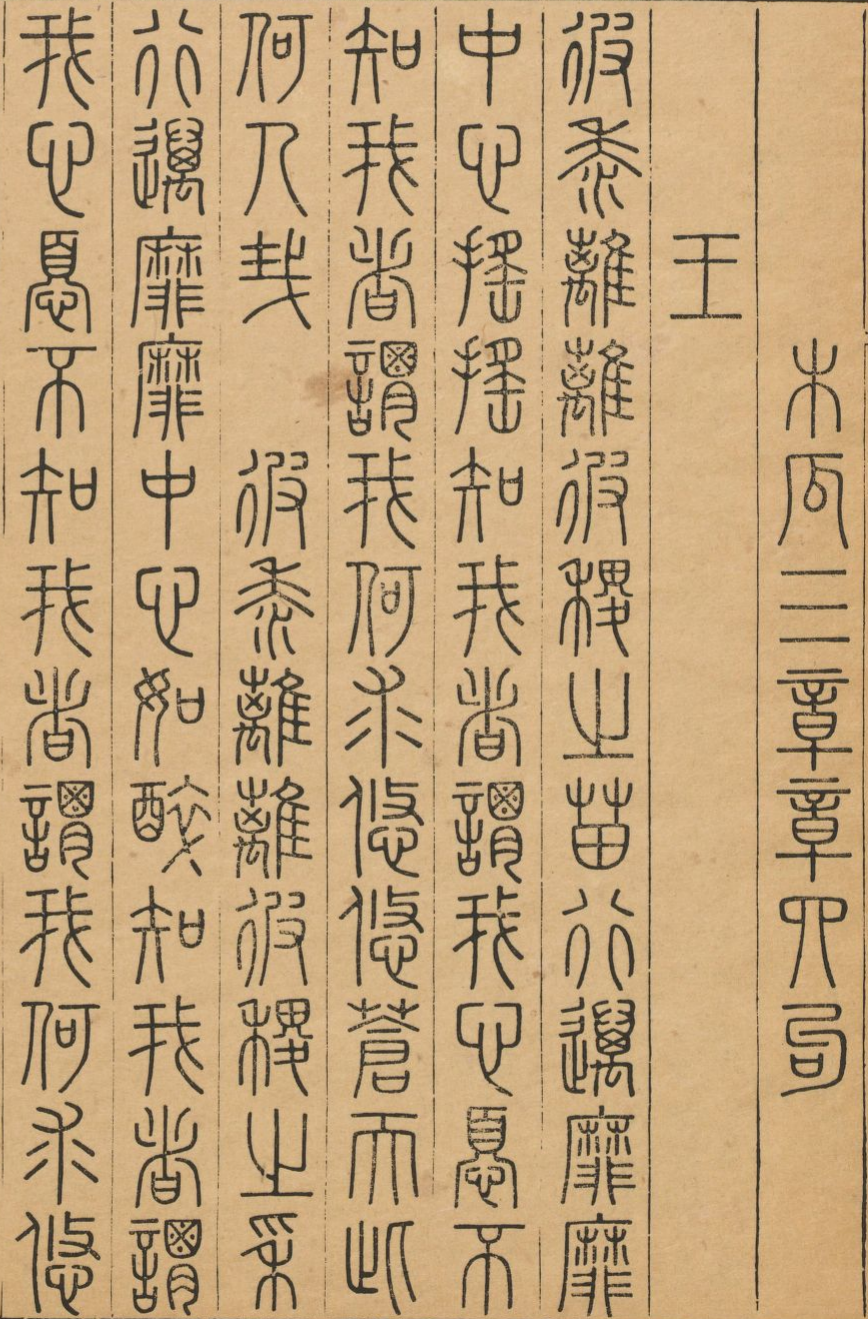 木瓜三章章四句
王
彼黍離離彼稷之苗行邁靡靡
中心搖搖知我者謂我心憂不
知我者謂我何求悠悠蒼天此
何人哉　彼黍離離彼稷之穗
行邁靡靡中心如醉知我者謂
我心憂不知我者謂我何求悠